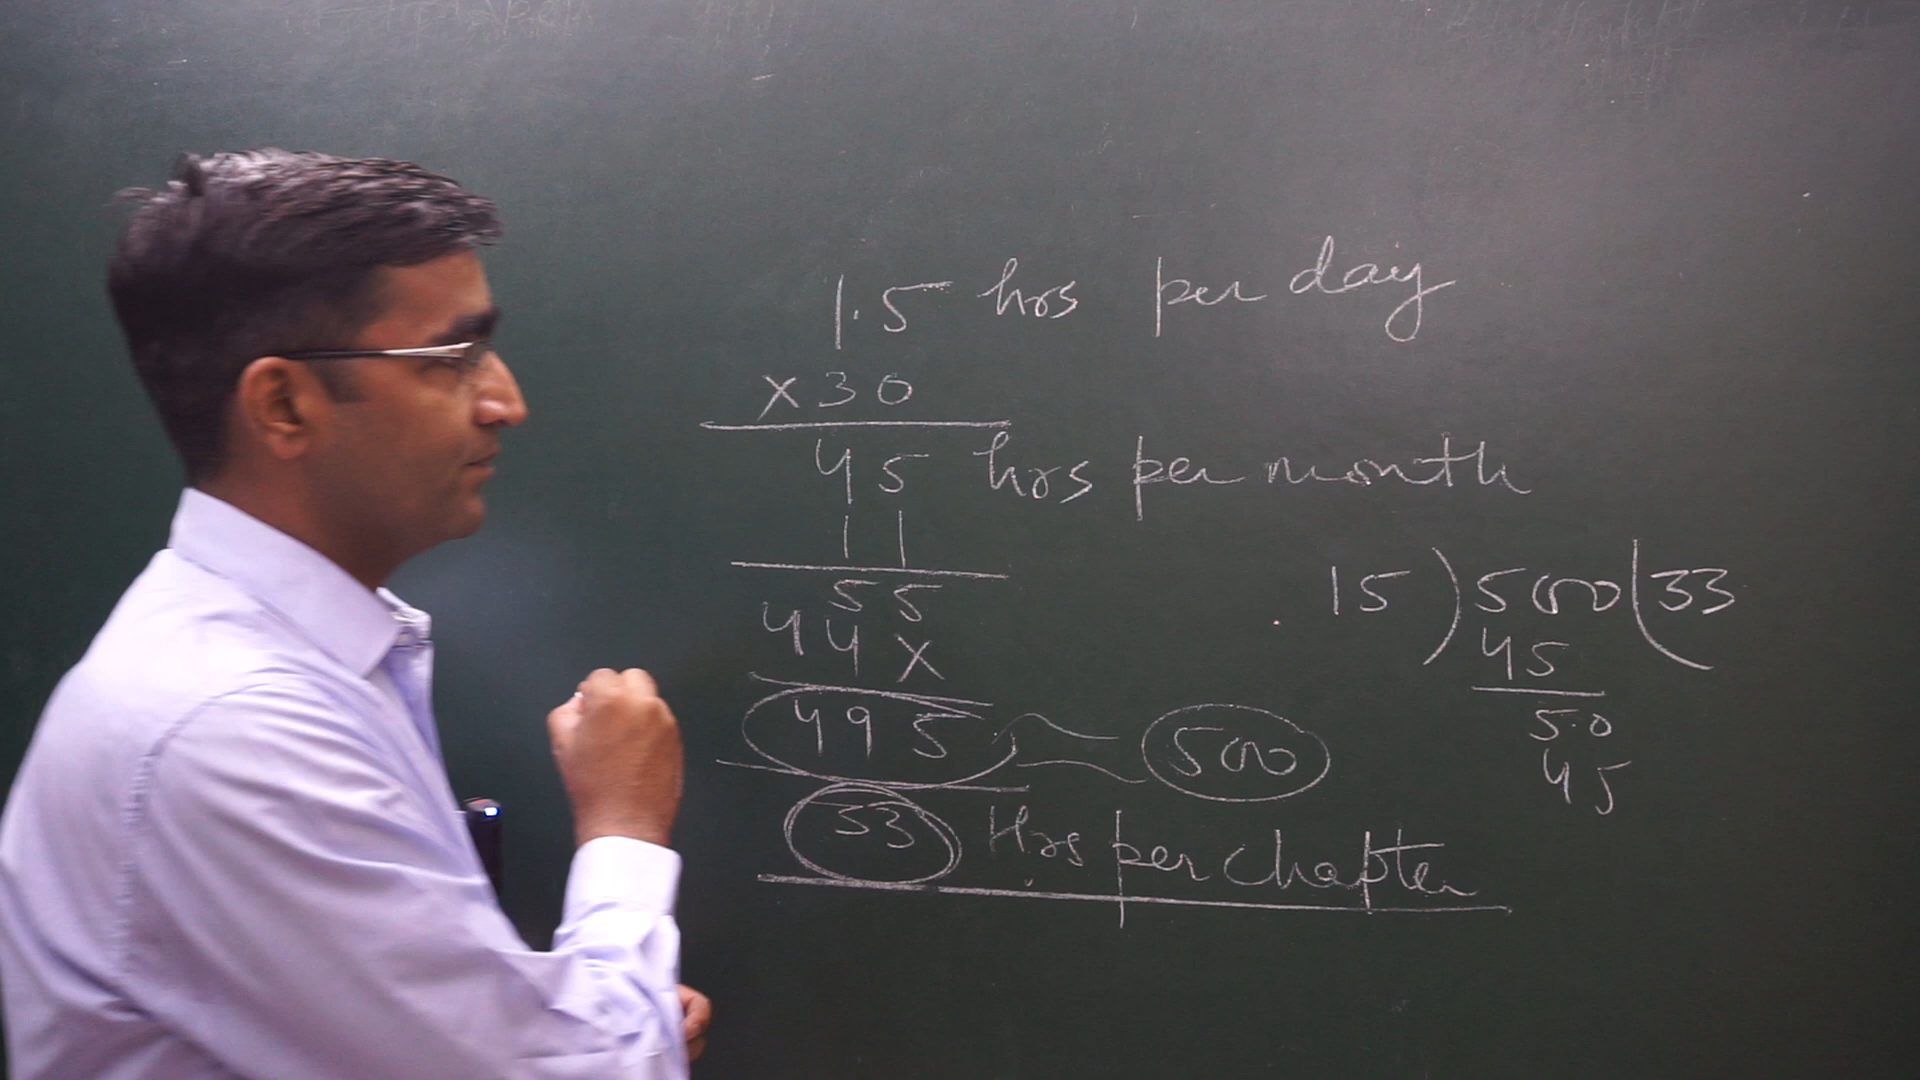 1.5 hrs per day
x 30
45 hrs per month
11
55
44x
495 ~ 500
33 Hrs per chapter
15)500(33
45
50
45